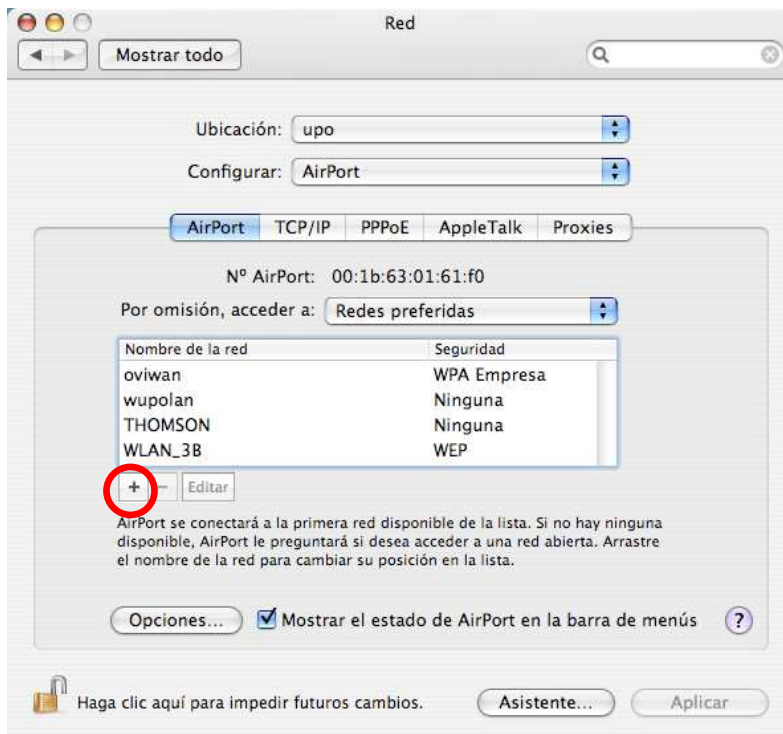 Red
Mostrar todo
Ubicación: upo
Configurar: AirPort
AirPort TCP/IP PPPoE AppleTalk Proxies
Nº AirPort: 00:1b:63:01:61:f0
Por omisión, acceder a: Redes preferidas
Nombre de la red Seguridad
oviwan WPA Empresa
wupolan Ninguna
THOMSON Ninguna
WLAN_3B WEP
+ − Editar
AirPort se conectará a la primera red disponible de la lista. Si no hay ninguna
disponible, AirPort le preguntará si desea acceder a una red abierta. Arrastre
el nombre de la red para cambiar su posición en la lista.
Opciones... Mostrar el estado de AirPort en la barra de menús ?
Haga clic aquí para impedir futuros cambios. Asistente... Aplicar